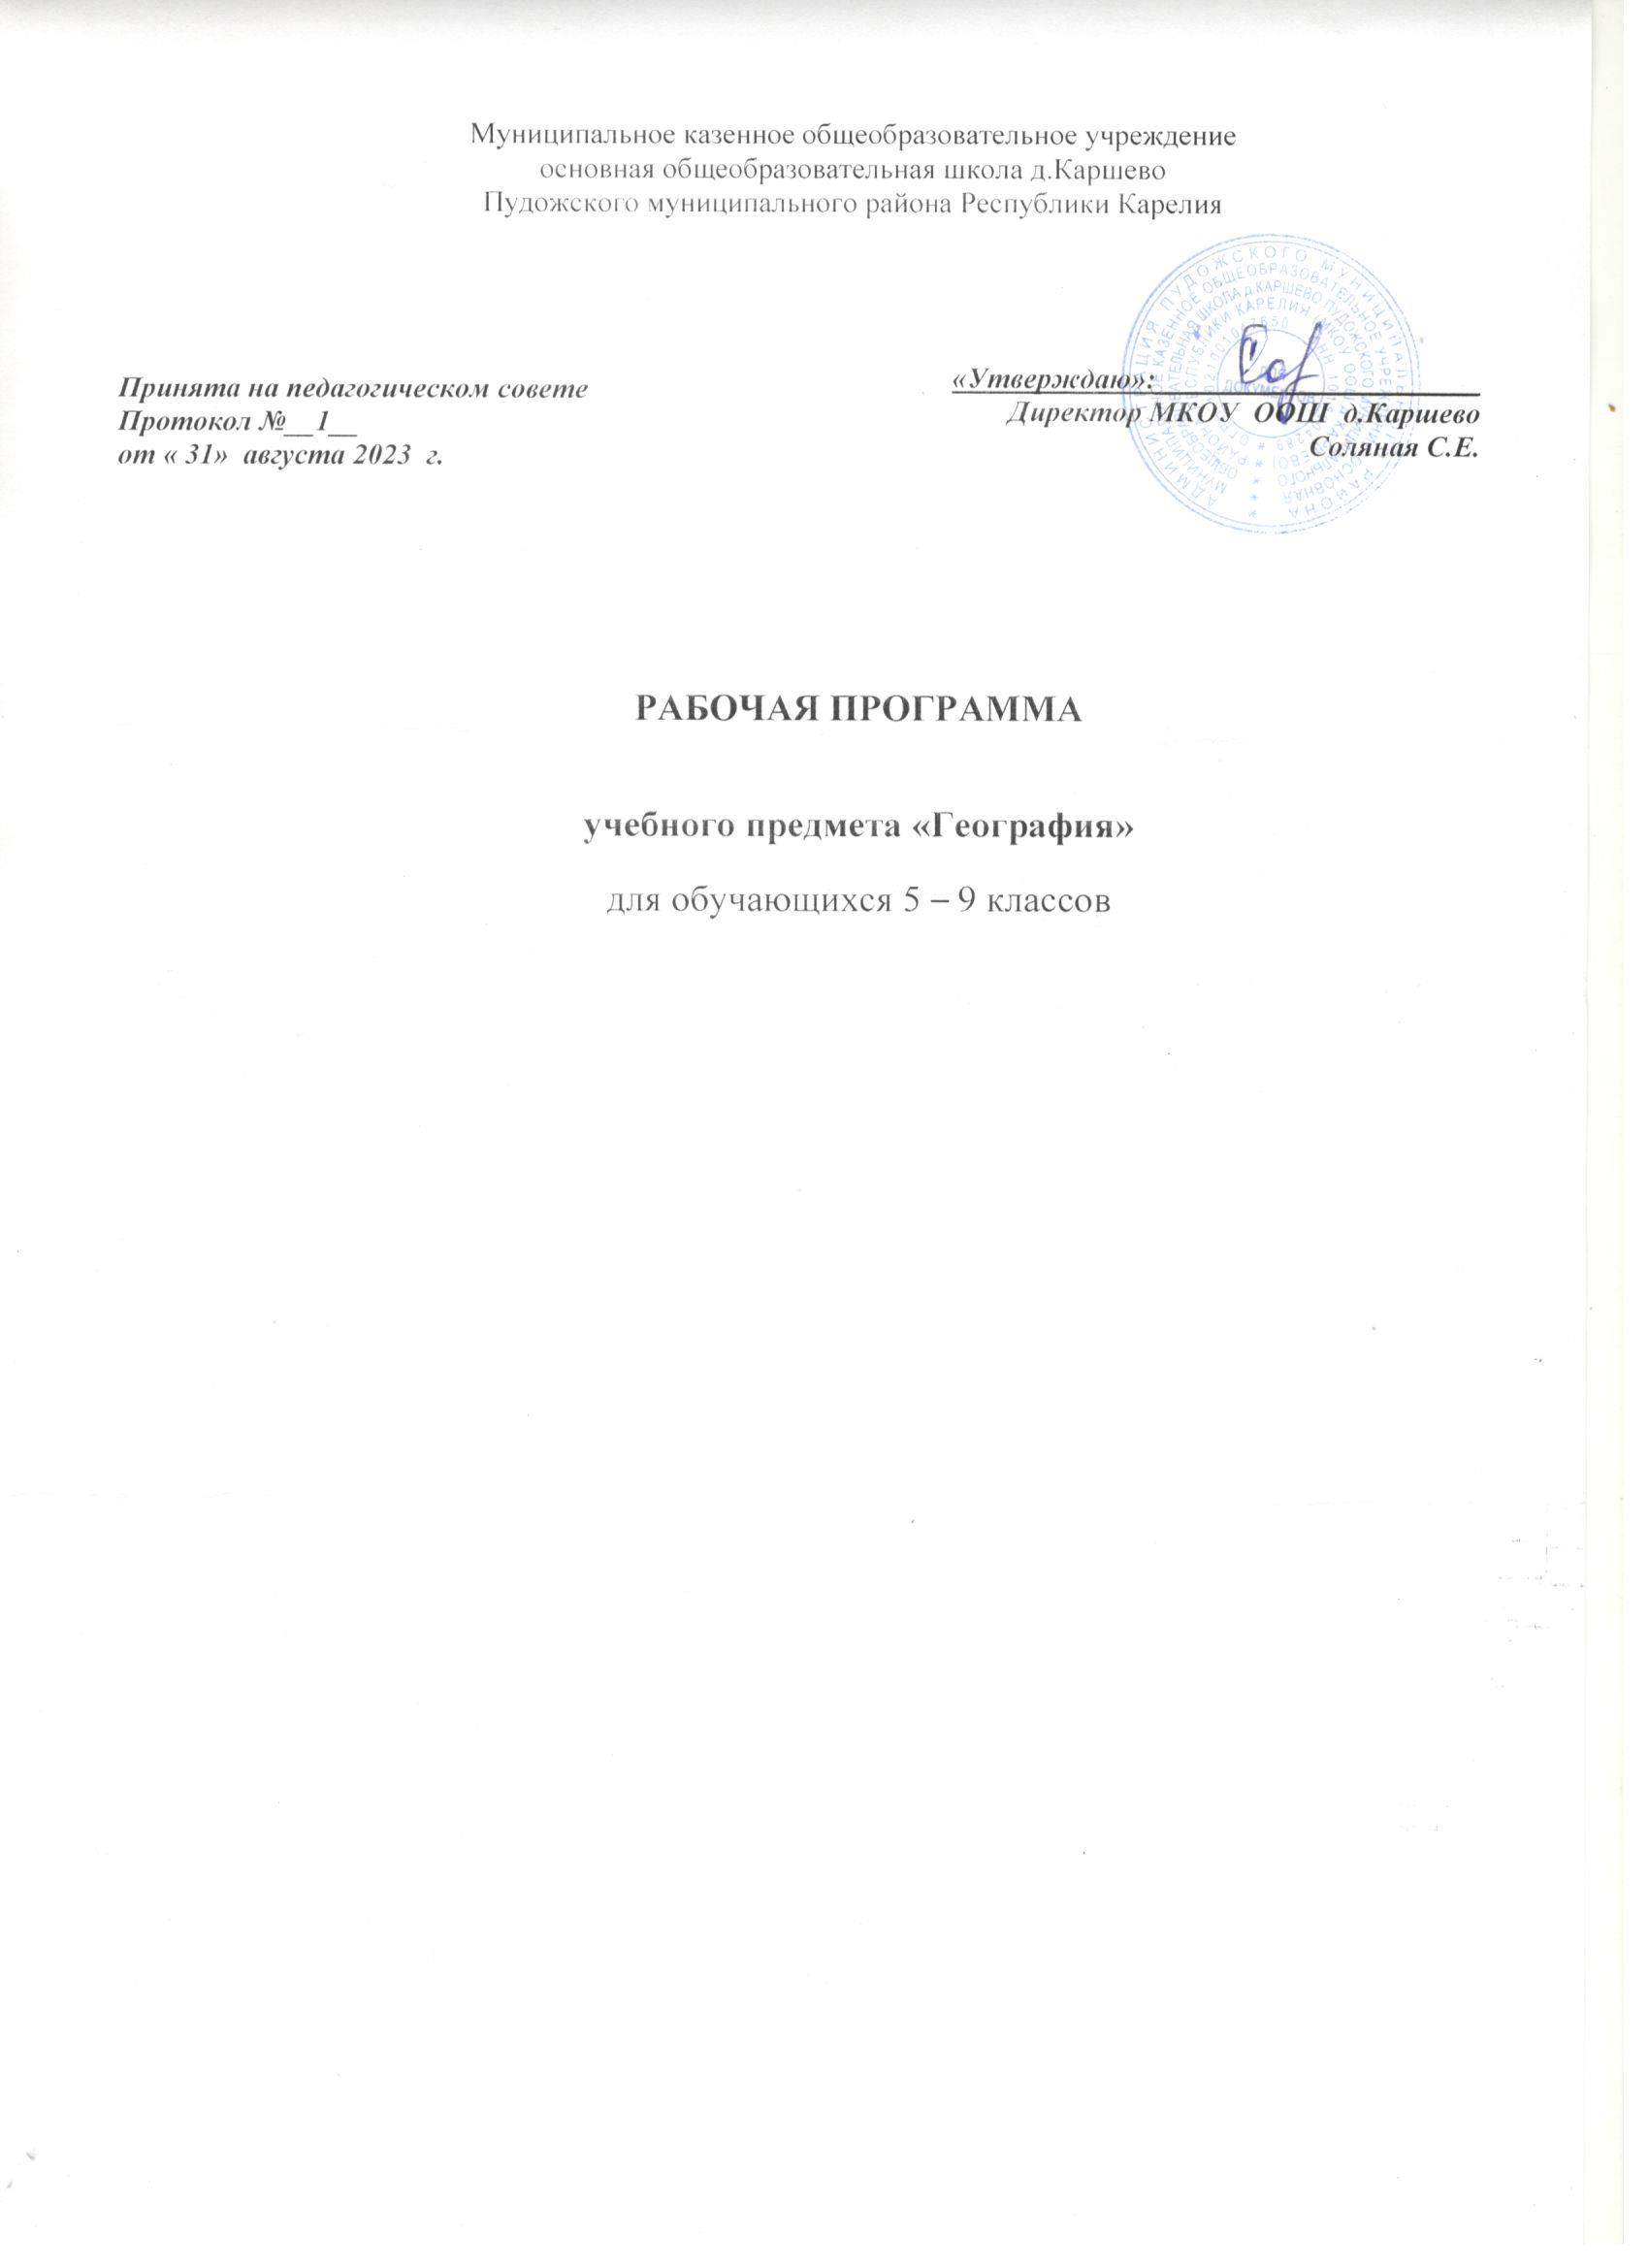 Муниципальное казенное общеобразовательное учреждение
основная общеобразовательная школа д.Каршево
Пудожского муниципального района Республики Карелия
Принята на педагогическом совете
Протокол №__1__
от « 31» августа 2023 г.
«Утверждаю»:
Директор МКОУ ООШ д.Каршево
Соляная С.Е.
РАБОЧАЯ ПРОГРАММА
учебного предмета «География»
для обучающихся 5 – 9 классов